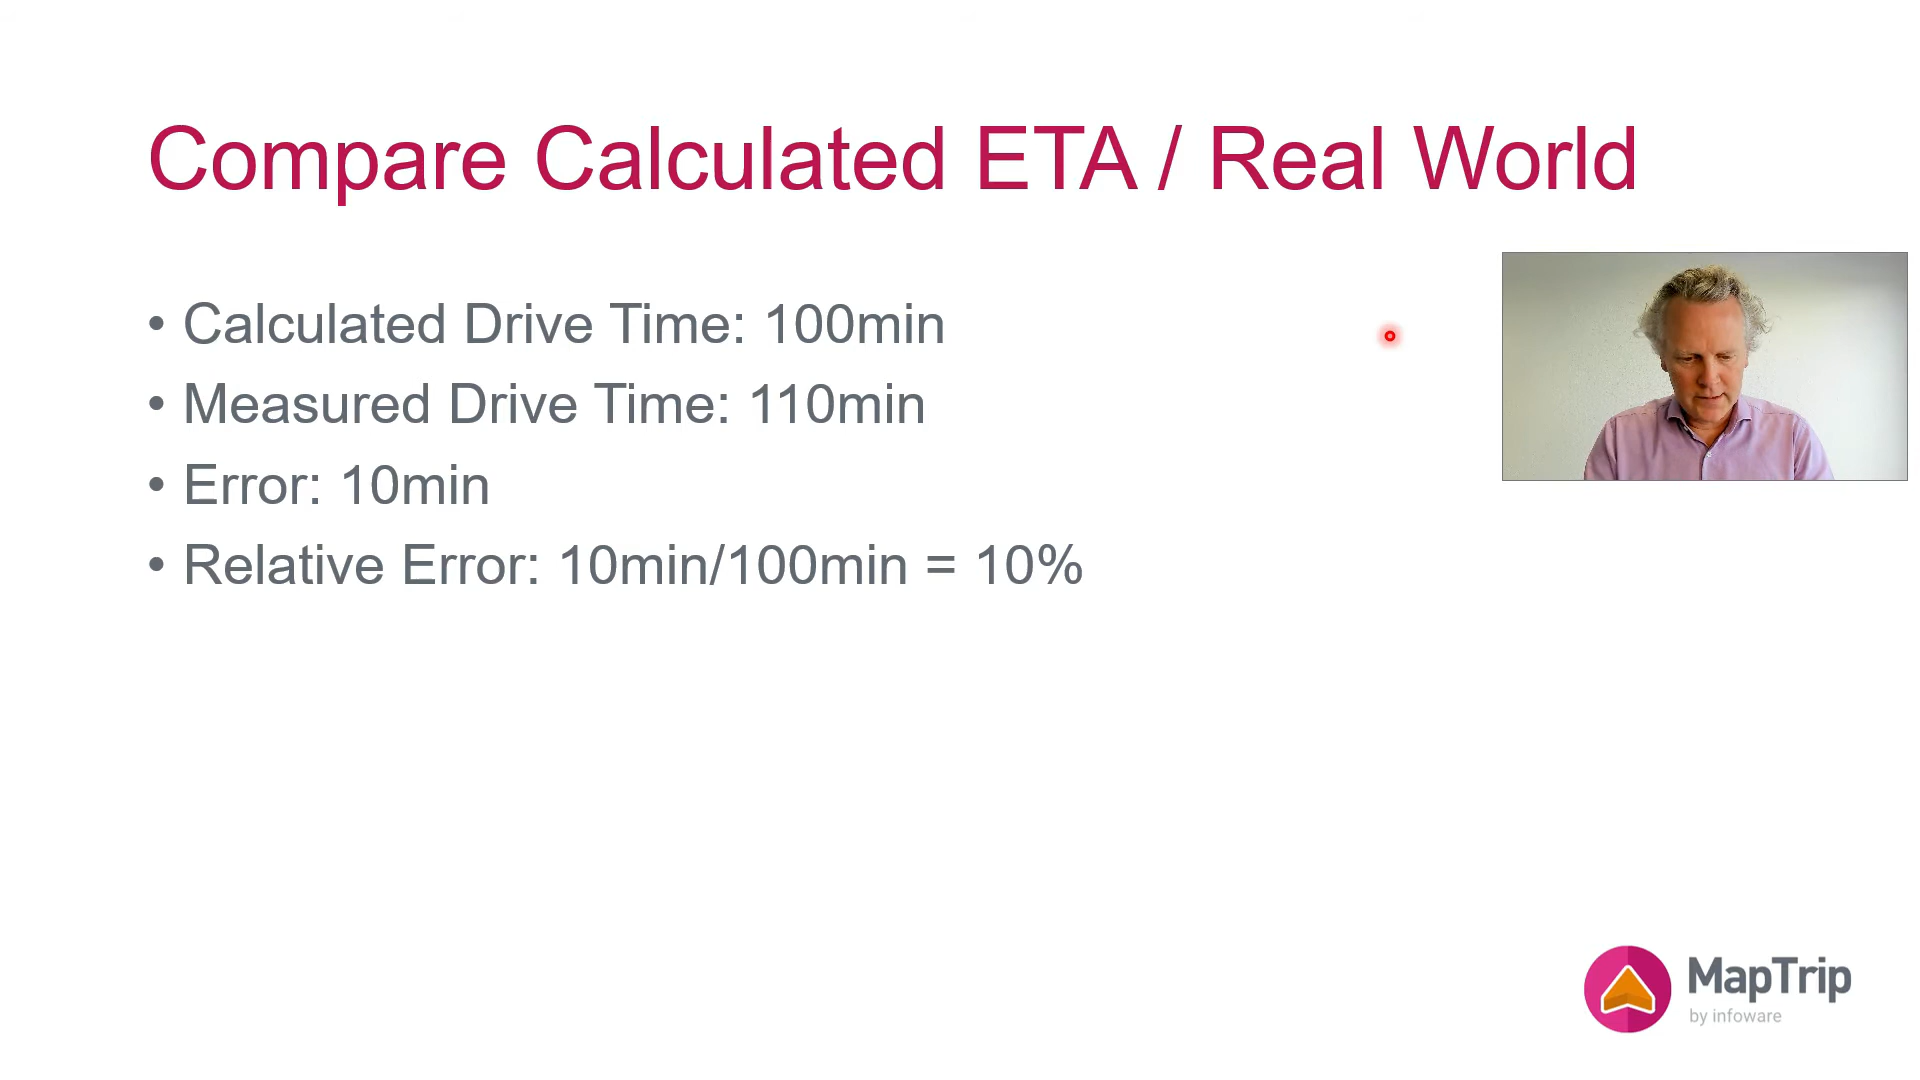 Compare Calculated ETA / Real World
• Calculated Drive Time: 100min
• Measured Drive Time: 110min
• Error: 10min
• Relative Error: 10min/100min = 10%
MapTrip
by infoware